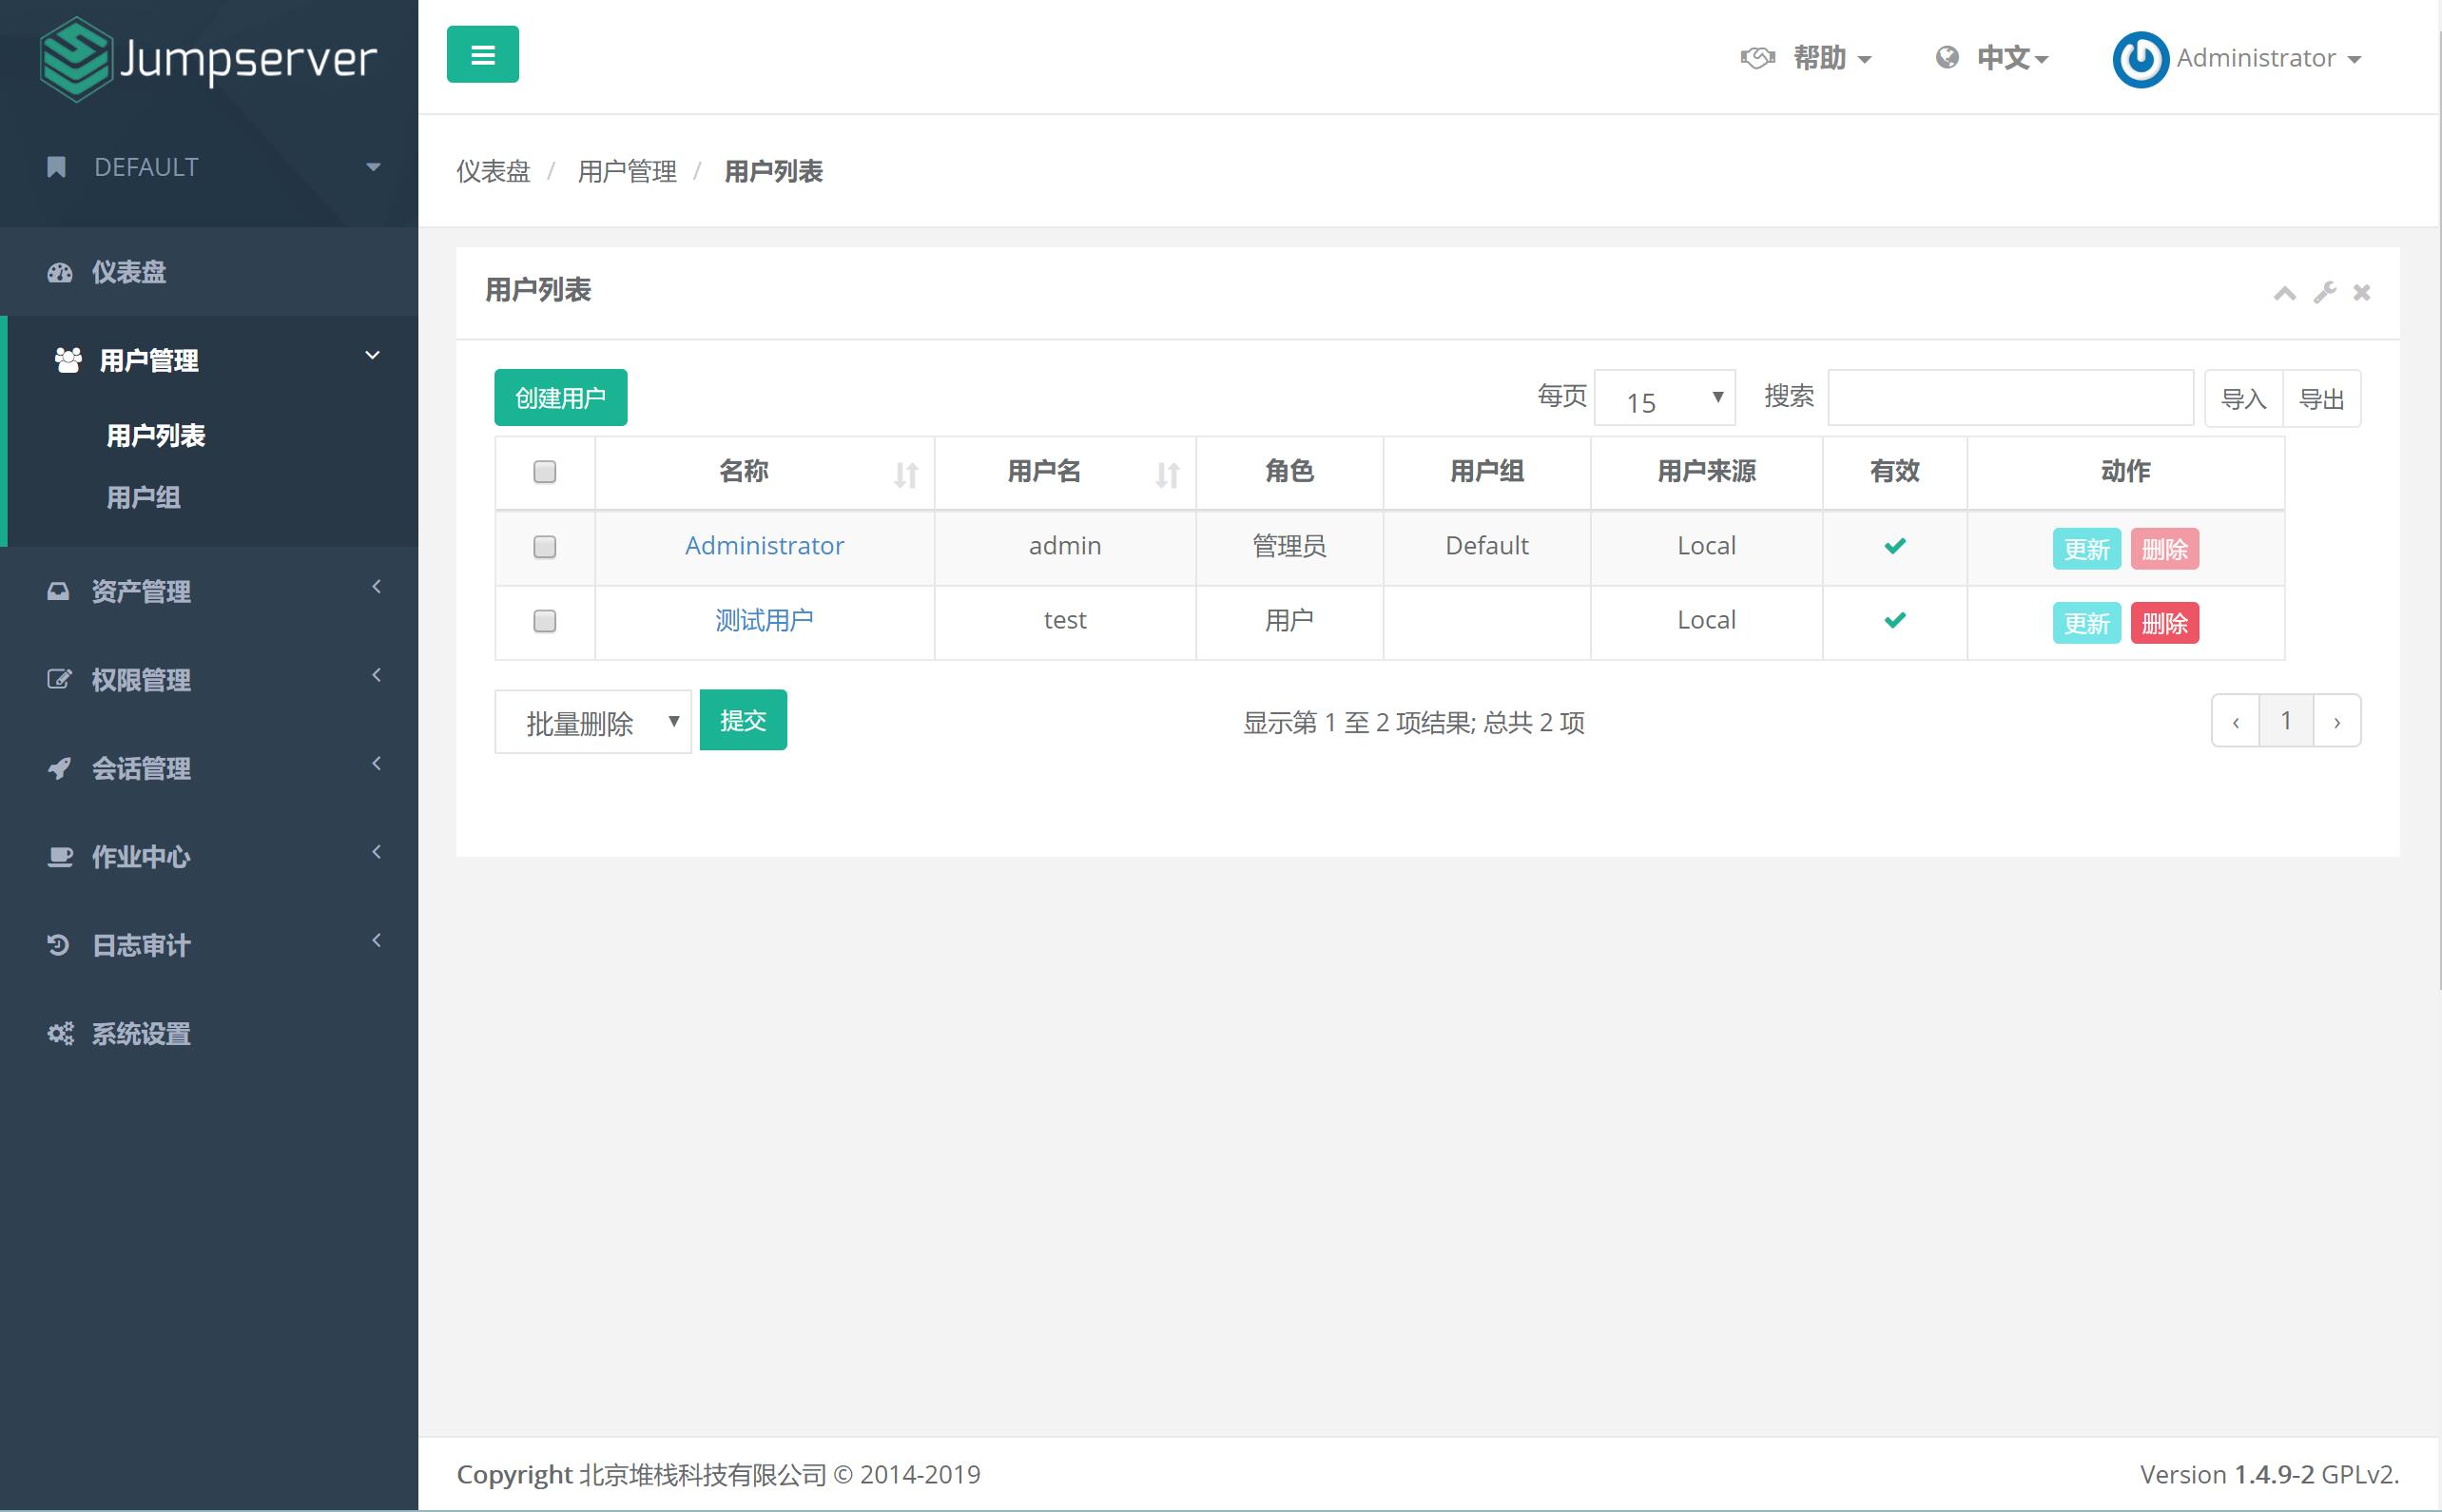 Jumpserver
DEFAULT
仪表盘
用户管理
用户列表
用户组
资产管理
权限管理
会话管理
作业中心
日志审计
系统设置
帮助 中文 Administrator
仪表盘 / 用户管理 / 用户列表
用户列表
创建用户 每页 15 搜索 导入 导出
名称 用户名 角色 用户组 用户来源 有效 动作
Administrator admin 管理员 Default Local 更新 删除
测试用户 test 用户 Local 更新 删除
批量删除 提交 显示第 1 至 2 项结果; 总共 2 项 ‹ 1 ›
Copyright 北京堆栈科技有限公司 © 2014-2019 Version 1.4.9-2 GPLv2.